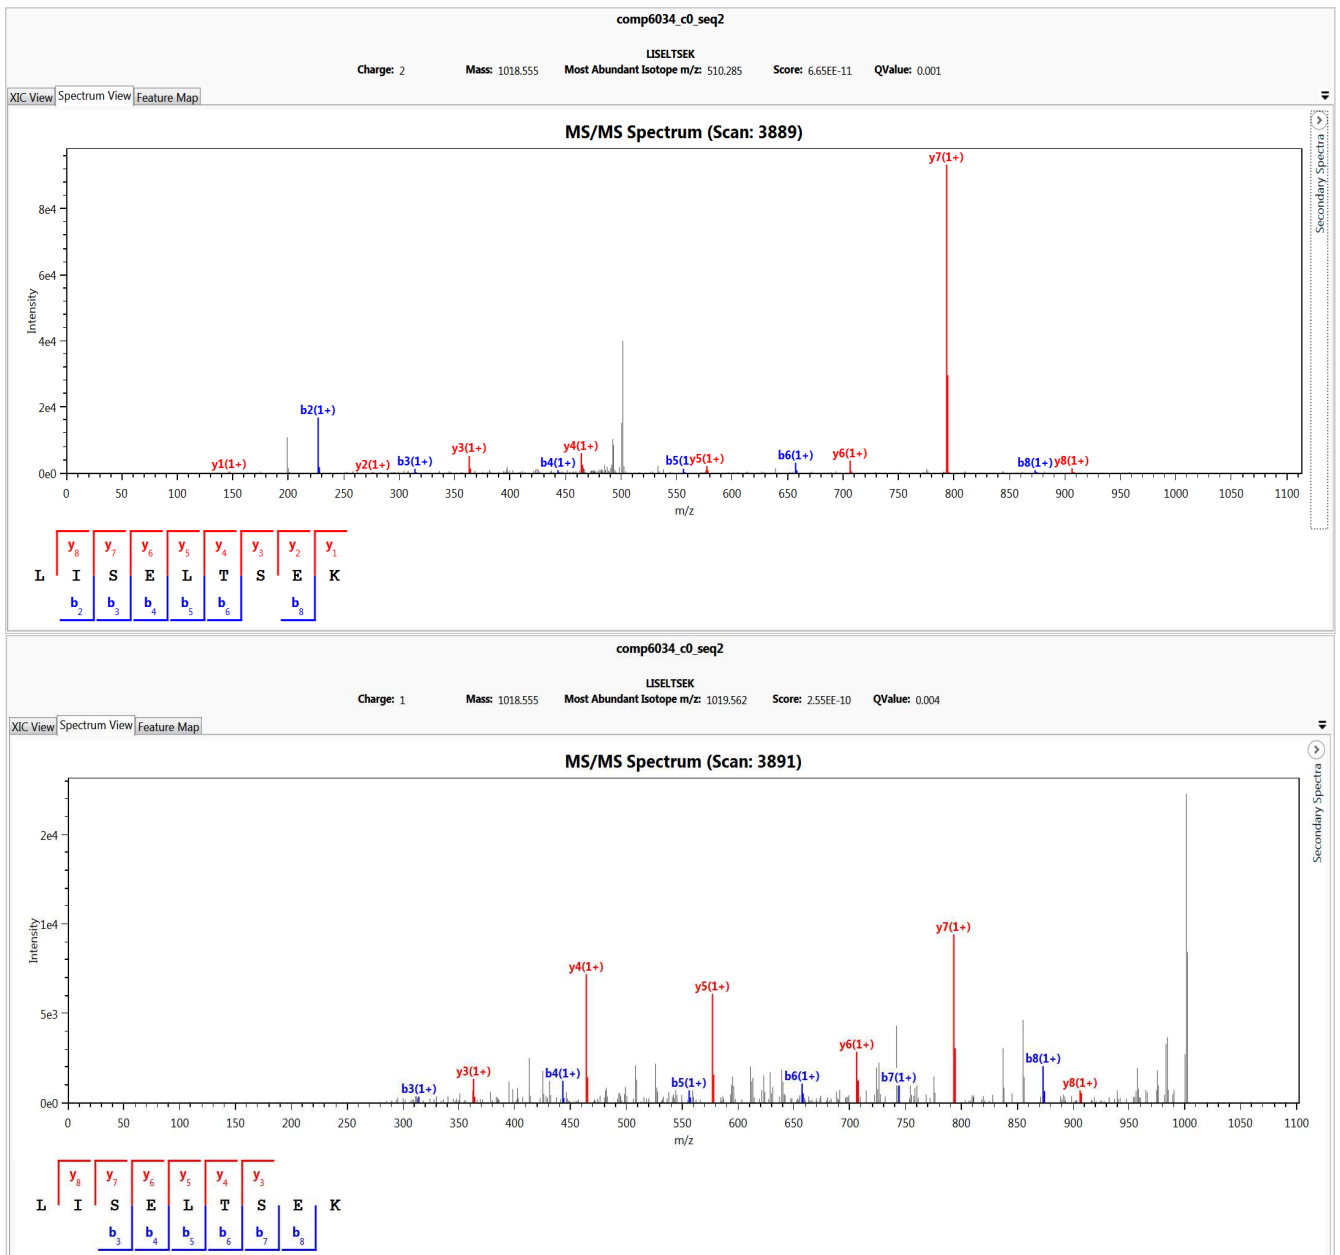 comp6034_c0_seq2
LISELTSEK
Charge: 2 Mass: 1018.555 Most Abundant Isotope m/z: 510.285 Score: 6.65EE-11 QValue: 0.001
XIC View Spectrum View Feature Map
MS/MS Spectrum (Scan: 3889)
Secondary Spectra
y7(1+)
8e4
6e4
Intensity
4e4
2e4
b2(1+)
y1(1+) y2(1+) b3(1+) y3(1+) b4(1+) y4(1+) b5(1 y5(1+) b6(1+) y6(1+) b8(1+) y8(1+)
0e0
0 50 100 150 200 250 300 350 400 450 500 550 600 650 700 750 800 850 900 950 1000 1050 1100
m/z
y8 y7 y6 y5 y4 y3 y2 y1
L I S E L T S E K
b2 b3 b4 b5 b6 b8
comp6034_c0_seq2
LISELTSEK
Charge: 1 Mass: 1018.555 Most Abundant Isotope m/z: 1019.562 Score: 2.55EE-10 QValue: 0.004
XIC View Spectrum View Feature Map
MS/MS Spectrum (Scan: 3891)
Secondary Spectra
2e4
1e4
Intensity
y7(1+)
y4(1+)
y5(1+)
5e3
y6(1+)
b3(1+) y3(1+) b4(1+) b5(1+) b6(1+) b7(1+) b8(1+) y8(1+)
0e0
0 50 100 150 200 250 300 350 400 450 500 550 600 650 700 750 800 850 900 950 1000 1050 1100
m/z
y8 y7 y6 y5 y4 y3
L I S E L T S E K
b3 b4 b5 b6 b7 b8